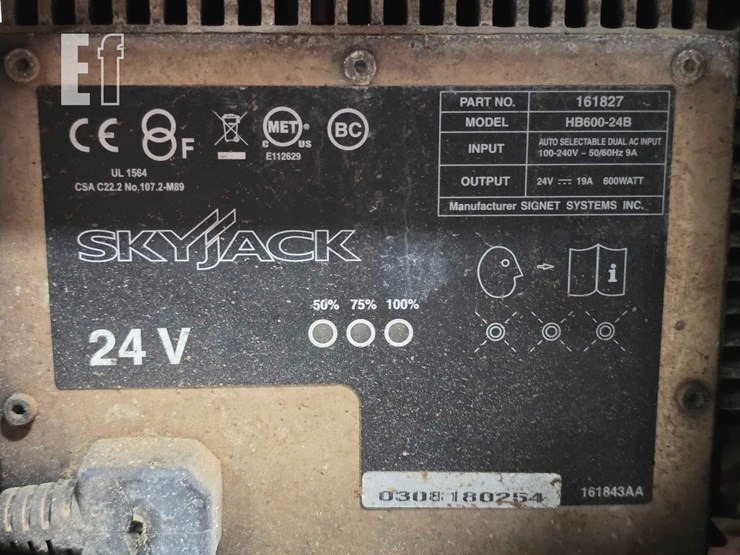 Ef
CE
F
MET
C US
E112629
BC
UL 1564
CSA C22.2 No,107.2-M89
PART NO. 161827
MODEL HB600-24B
INPUT AUTO SELECTABLE DUAL AC INPUT
100-240V ~ 50/60Hz 9A
OUTPUT 24V 19A 600WATT
Manufacturer SIGNET SYSTEMS INC.
SKYJACK
i
50% 75% 100%
24 V
0308180254
161843AA